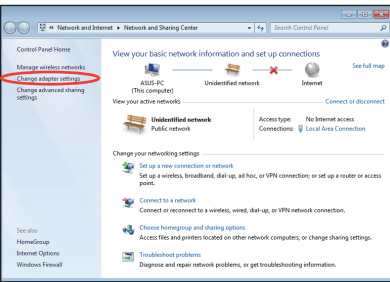 « Network and Internet ▸ Network and Sharing Center
Search Control Panel
Control Panel Home
Manage wireless networks
Change adapter settings
Change advanced sharing
settings
See also
HomeGroup
Internet Options
Windows Firewall
View your basic network information and set up connections
See full map
ASUS-PC
(This computer)
Unidentified network
Internet
View your active networks
Connect or disconnect
Unidentified network
Public network
Access type: No Internet access
Connections: Local Area Connection
Change your networking settings
Set up a new connection or network
Set up a wireless, broadband, dial-up, ad hoc, or VPN connection; or set up a router or access
point.
Connect to a network
Connect or reconnect to a wireless, wired, dial-up, or VPN network connection.
Choose homegroup and sharing options
Access files and printers located on other network computers, or change sharing settings.
Troubleshoot problems
Diagnose and repair network problems, or get troubleshooting information.